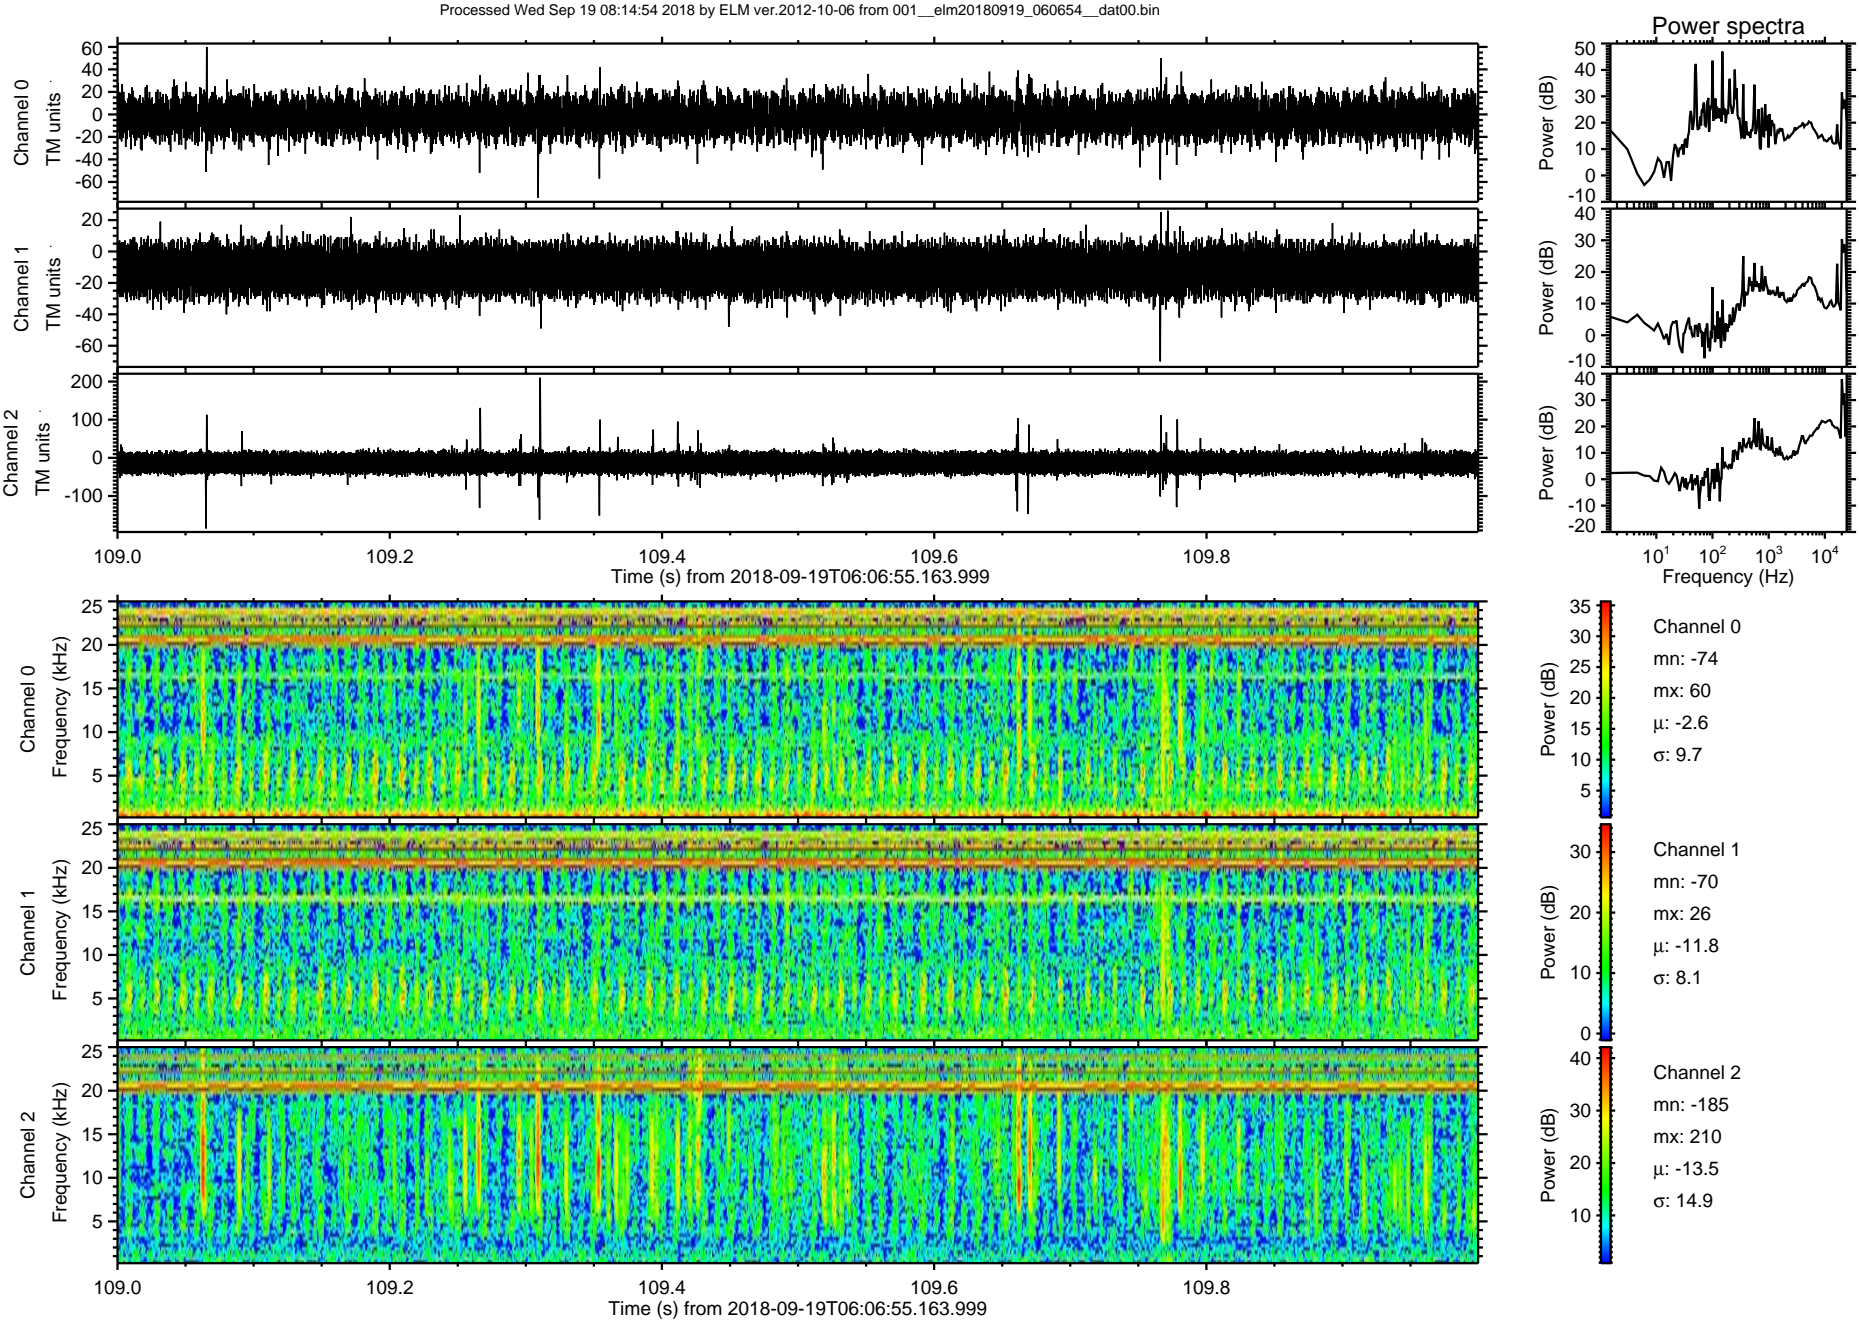 Processed Wed Sep 19 08:14:54 2018 by ELM ver.2012-10-06 from 001__elm20180919_060654__dat00.bin
Power spectra
Channel 0
TM units
60
40
20
0
-20
-40
-60
Power (dB)
50
40
30
20
10
0
-10
Channel 1
TM units
20
0
-20
-40
-60
Power (dB)
40
30
20
10
0
-10
Channel 2
TM units
200
100
0
-100
Power (dB)
40
30
20
10
0
-10
-20
109.0 109.2 109.4 109.6 109.8
Time (s) from 2018-09-19T06:06:55.163.999
10¹ 10² 10³ 10⁴
Frequency (Hz)
Channel 0
Frequency (kHz)
25
20
15
10
5
Power (dB)
35
30
25
20
15
10
5
Channel 0
mn: -74
mx: 60
μ: -2.6
σ: 9.7
Channel 1
Frequency (kHz)
25
20
15
10
5
Power (dB)
30
20
10
0
Channel 1
mn: -70
mx: 26
μ: -11.8
σ: 8.1
Channel 2
Frequency (kHz)
25
20
15
10
5
Power (dB)
40
30
20
10
Channel 2
mn: -185
mx: 210
μ: -13.5
σ: 14.9
109.0 109.2 109.4 109.6 109.8
Time (s) from 2018-09-19T06:06:55.163.999